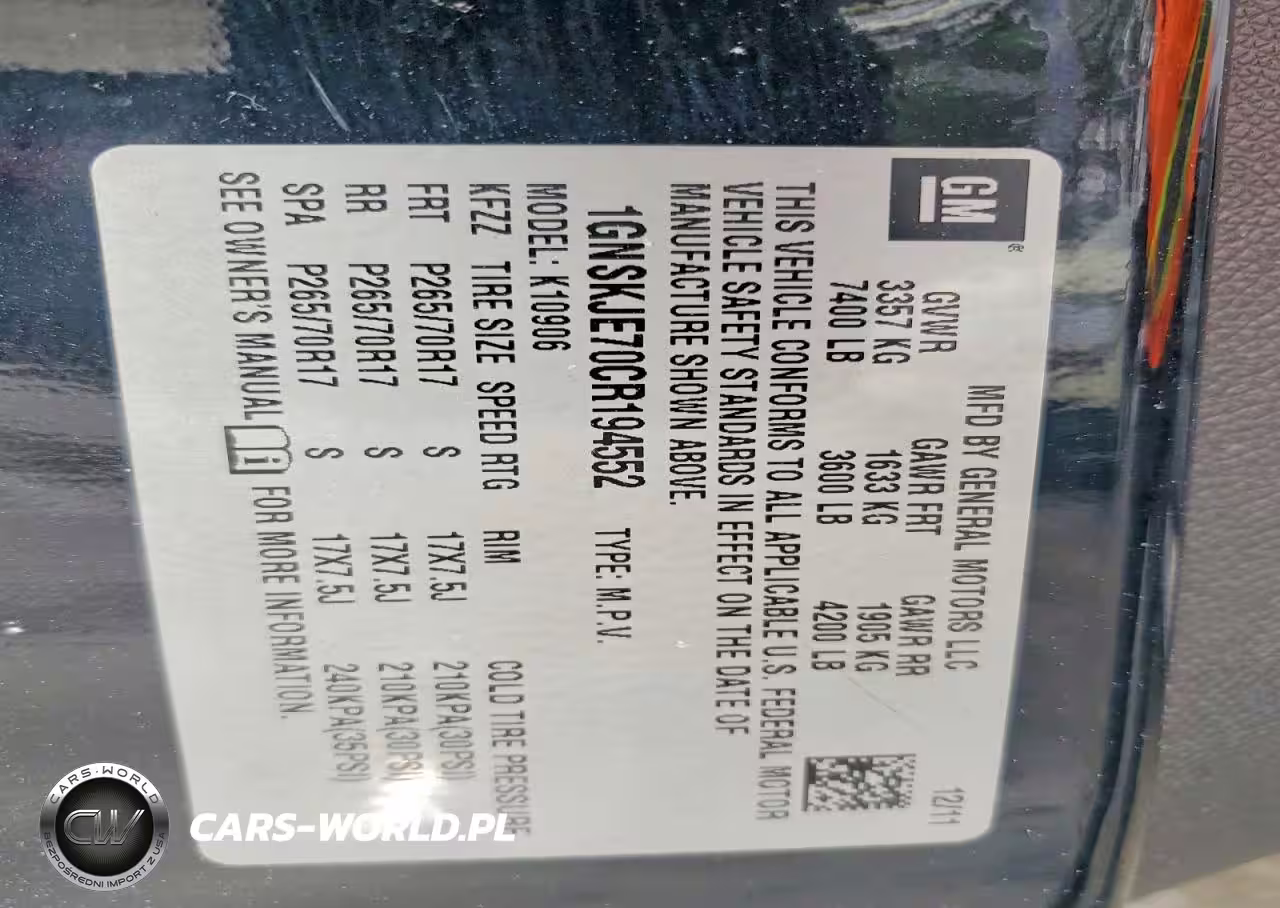 GM®
MFD BY GENERAL MOTORS LLC 12/11
GVWR GAWR FRT GAWR RR
3357 KG 1633 KG 1905 KG
7400 LB 3600 LB 4200 LB
THIS VEHICLE CONFORMS TO ALL APPLICABLE U.S. FEDERAL MOTOR
VEHICLE SAFETY STANDARDS IN EFFECT ON THE DATE OF
MANUFACTURE SHOWN ABOVE.
1GNSKJE70CR194552 TYPE: M.P.V.
MODEL: K10906
KFZZ TIRE SIZE SPEED RTG RIM COLD TIRE PRESSURE
FRT P265/70R17 S 17X7.5J 210KPA(30PSI)
RR P265/70R17 S 17X7.5J 210KPA(30PSI)
SPA P265/70R17 S 17X7.5J 240KPA(35PSI)
SEE OWNER'S MANUAL i FOR MORE INFORMATION.
CARS-WORLD
CW
BEZPOŚREDNI IMPORT Z USA
CARS-WORLD.PL